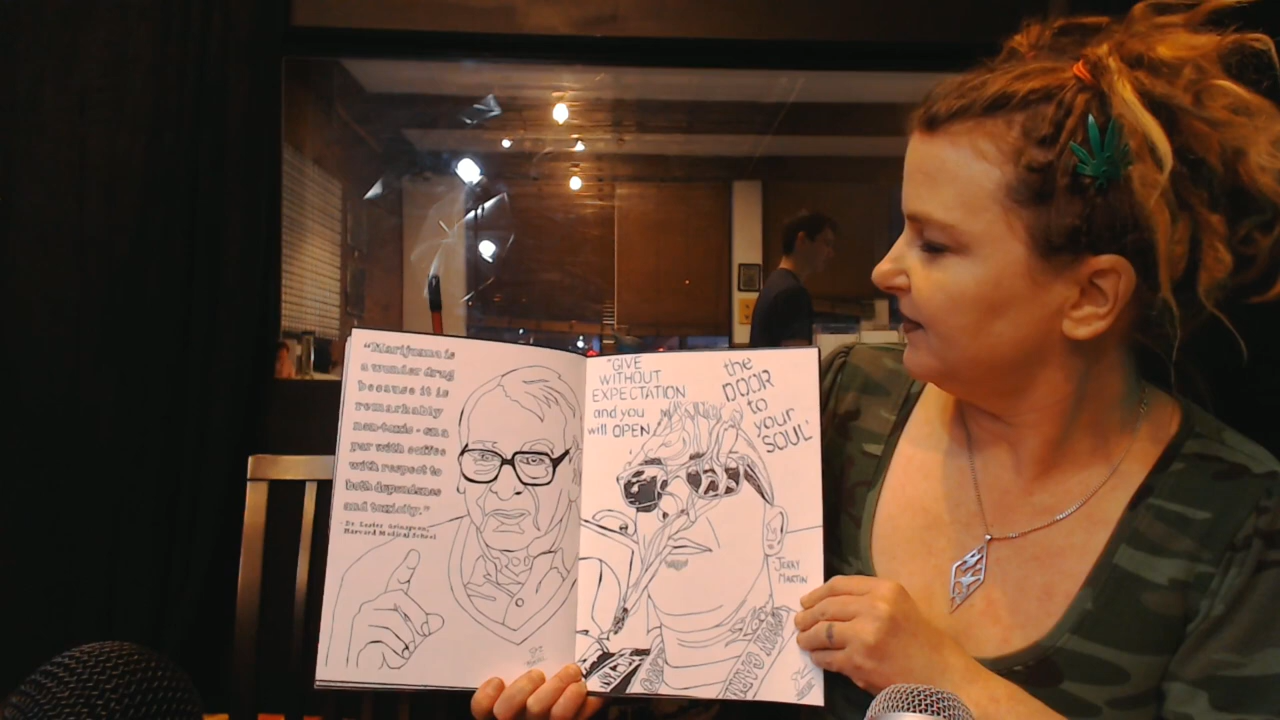 "Marijuana is
a wonder drug
because it is
remarkably
non-toxic - on a
par with coffee
with respect to
both dependence
and toxicity."
- Dr. Lester Grinspoon,
Harvard Medical School
"GIVE
WITHOUT
EXPECTATION
and you
will OPEN
the
DOOR
to
your
SOUL"
- JERRY
MARTIN